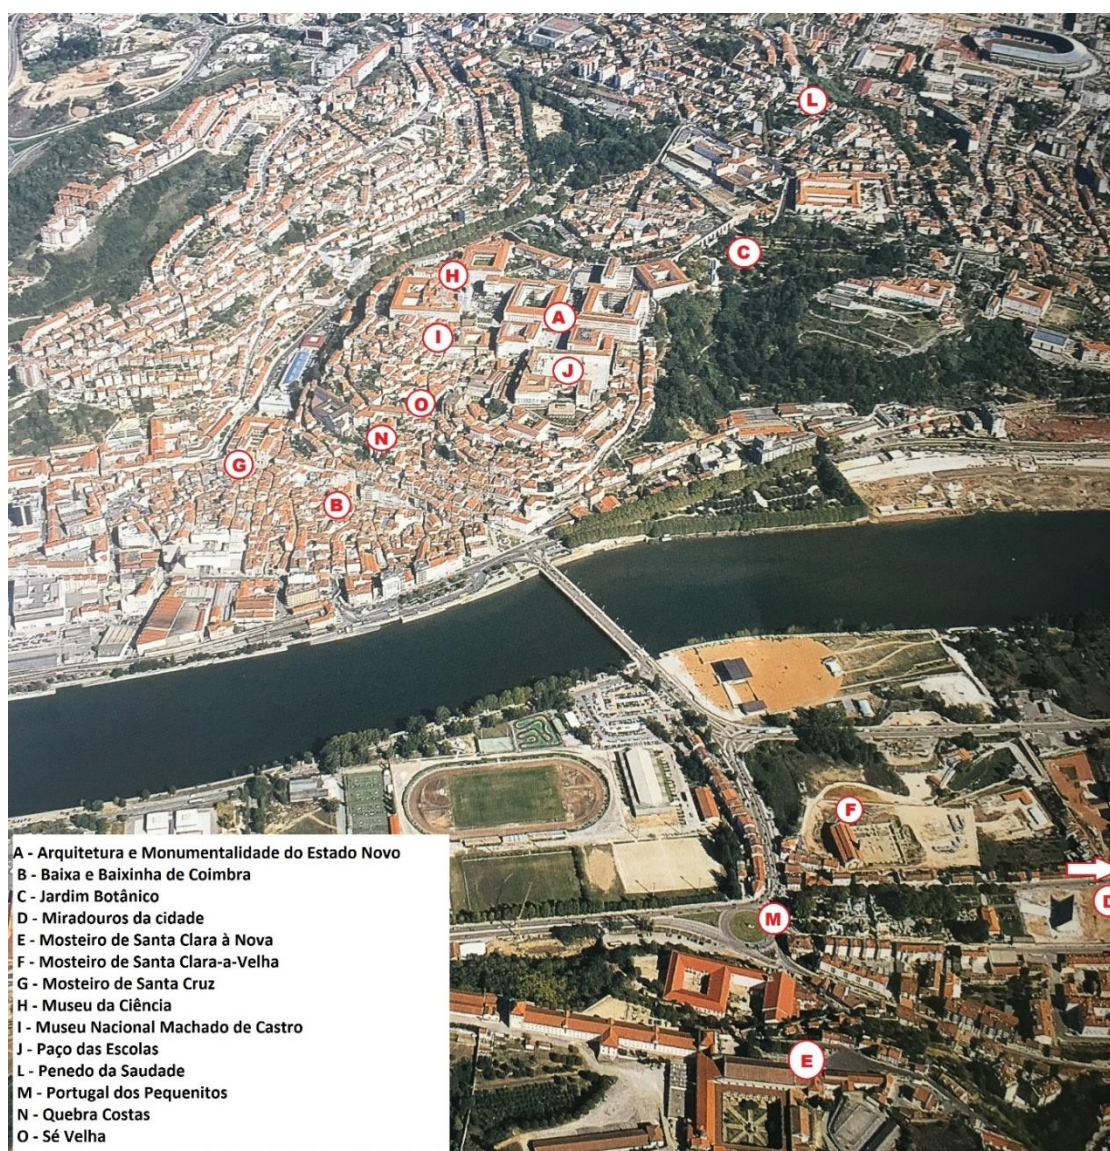 L
C
H
A
I
J
O
N
G
B
F
D
M
E
A - Arquitetura e Monumentalidade do Estado Novo
B - Baixa e Baixinha de Coimbra
C - Jardim Botânico
D - Miradouros da cidade
E - Mosteiro de Santa Clara à Nova
F - Mosteiro de Santa Clara-a-Velha
G - Mosteiro de Santa Cruz
H - Museu da Ciência
I - Museu Nacional Machado de Castro
J - Paço das Escolas
L - Penedo da Saudade
M - Portugal dos Pequenitos
N - Quebra Costas
O - Sé Velha